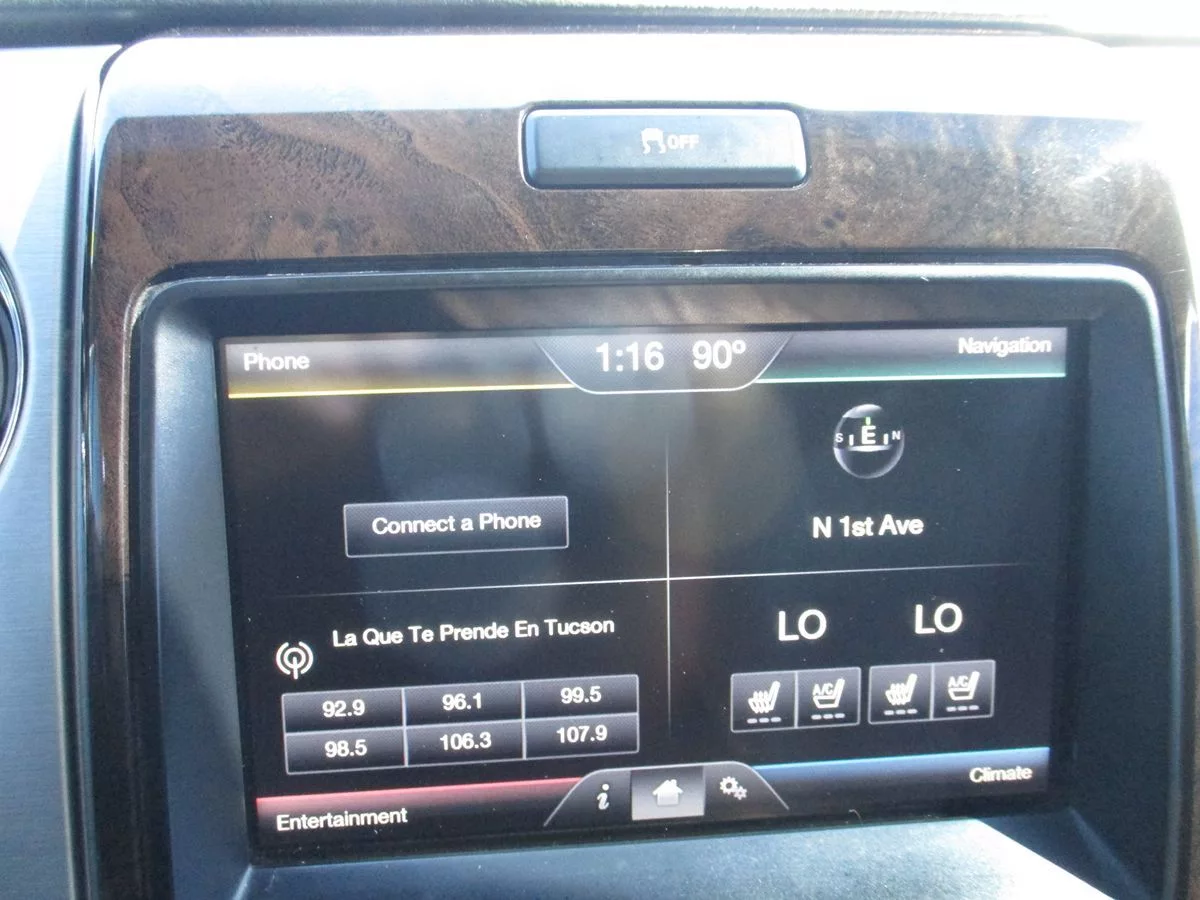 OFF
Phone
1:16 90°
Navigation
S E N
Connect a Phone
N 1st Ave
La Que Te Prende En Tucson
92.9 96.1 99.5
98.5 106.3 107.9
LO LO
A/C A/C
i
Entertainment
Climate